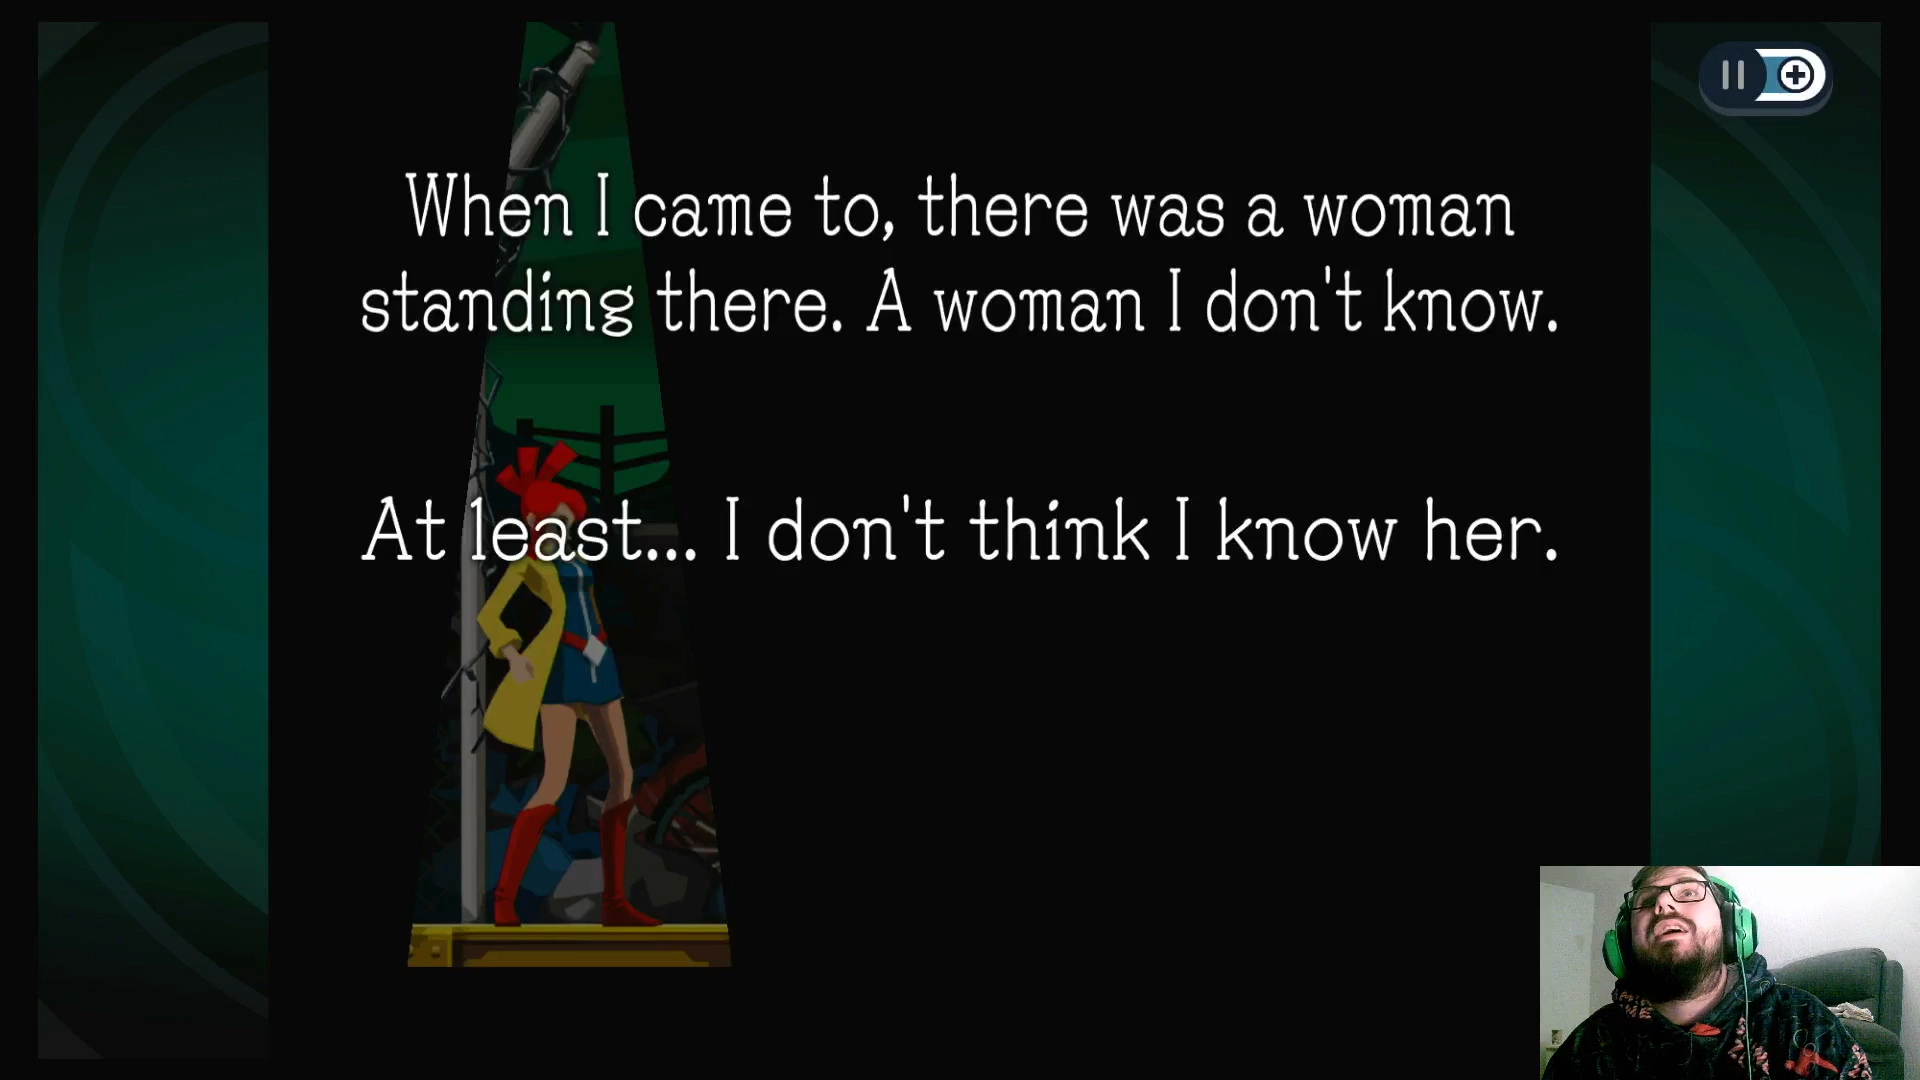 When I came to, there was a woman
standing there. A woman I don't know.
At least... I don't think I know her.